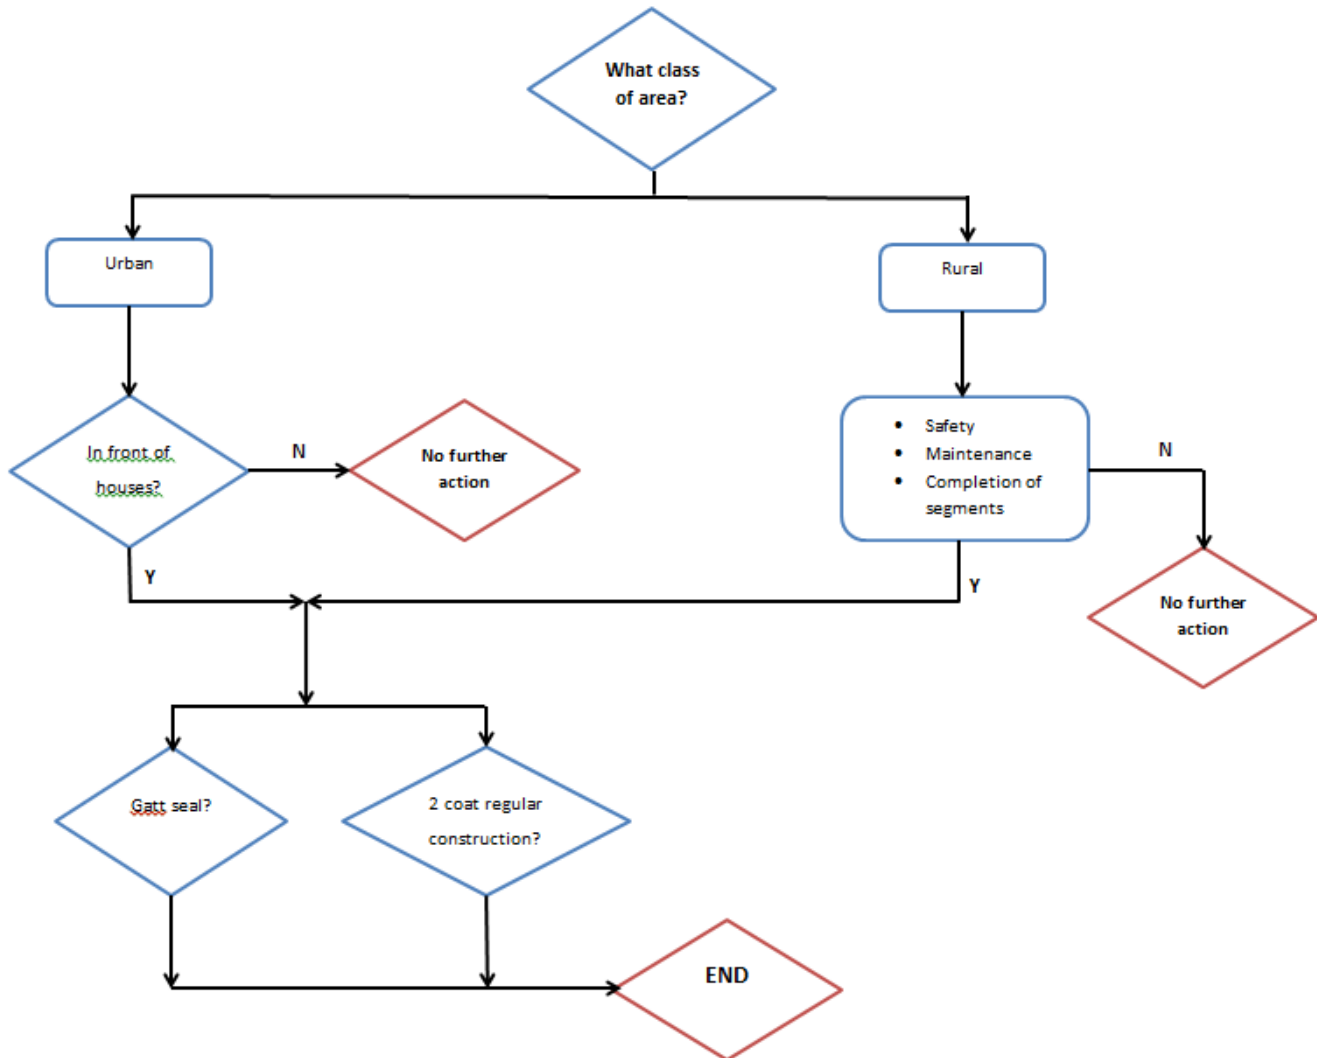 What class
of area?
Urban
Rural
In front of
houses?
N
No further
action
• Safety
• Maintenance
• Completion of
segments
N
Y
Y
No further
action
Gatt seal?
2 coat regular
construction?
END